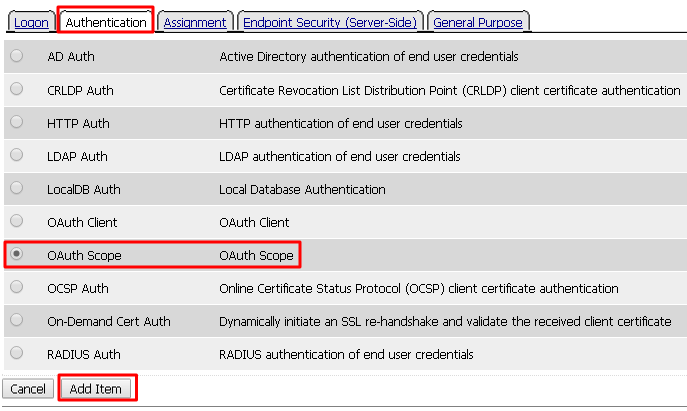 Logon Authentication Assignment Endpoint Security (Server-Side) General Purpose
AD Auth Active Directory authentication of end user credentials
CRLDP Auth Certificate Revocation List Distribution Point (CRLDP) client certificate authentication
HTTP Auth HTTP authentication of end user credentials
LDAP Auth LDAP authentication of end user credentials
LocalDB Auth Local Database Authentication
OAuth Client OAuth Client
OAuth Scope OAuth Scope
OCSP Auth Online Certificate Status Protocol (OCSP) client certificate authentication
On-Demand Cert Auth Dynamically initiate an SSL re-handshake and validate the received client certificate
RADIUS Auth RADIUS authentication of end user credentials
Cancel Add Item